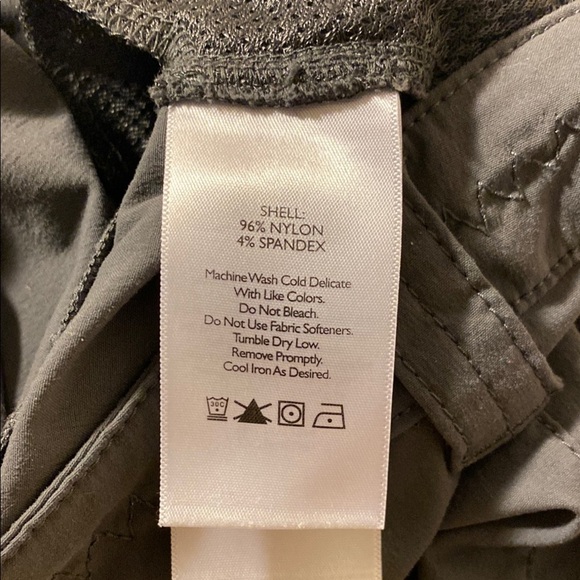 SHELL:
96% NYLON
4% SPANDEX
Machine Wash Cold Delicate
With Like Colors.
Do Not Bleach.
Do Not Use Fabric Softeners.
Tumble Dry Low.
Remove Promptly.
Cool Iron As Desired.
30C